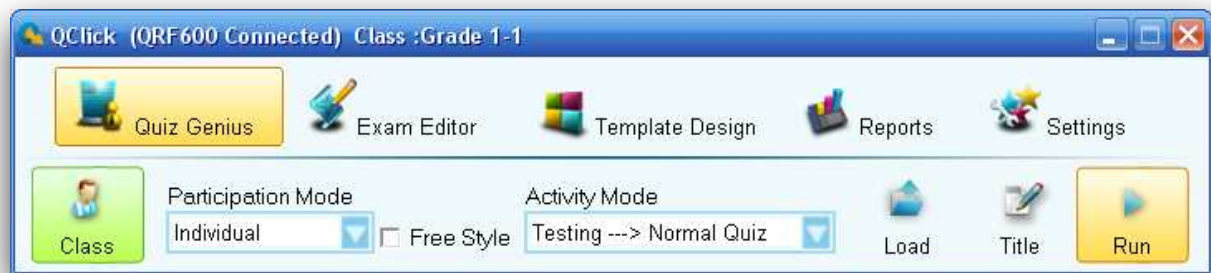 QClick (QRF600 Connected) Class :Grade 1-1
Quiz Genius Exam Editor Template Design Reports Settings
Participation Mode Activity Mode
Individual Free Style Testing ---> Normal Quiz
Class Load Title Run